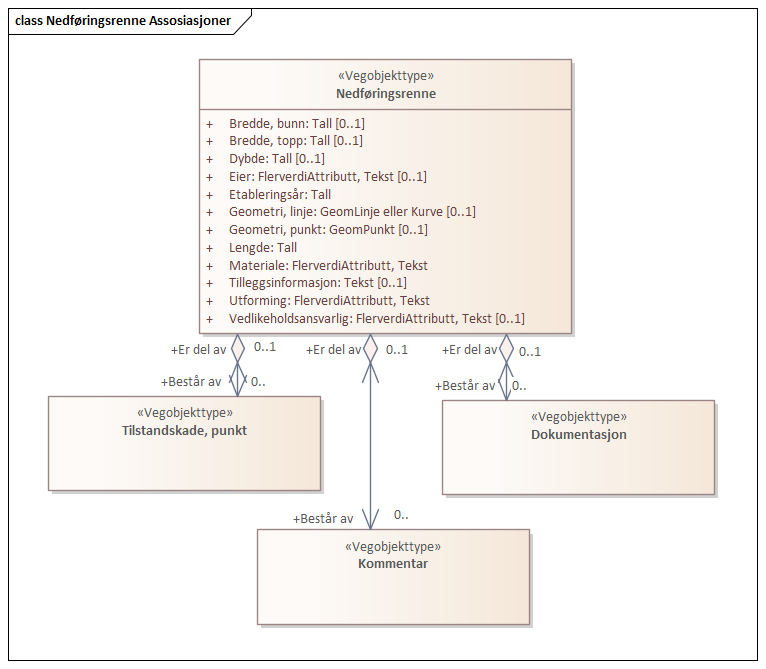 class Nedføringsrenne Assosiasjoner
«Vegobjekttype»
Nedføringsrenne
+ Bredde, bunn: Tall [0..1]
+ Bredde, topp: Tall [0..1]
+ Dybde: Tall [0..1]
+ Eier: FlerverdiAttributt, Tekst [0..1]
+ Etableringsår: Tall
+ Geometri, linje: GeomLinje eller Kurve [0..1]
+ Geometri, punkt: GeomPunkt [0..1]
+ Lengde: Tall
+ Materiale: FlerverdiAttributt, Tekst
+ Tilleggsinformasjon: Tekst [0..1]
+ Utforming: FlerverdiAttributt, Tekst
+ Vedlikeholdsansvarlig: FlerverdiAttributt, Tekst [0..1]
+Er del av 0..1 +Er del av 0..1 +Er del av 0..1
+Består av 0.. +Består av 0..
«Vegobjekttype»
Tilstandskade, punkt
«Vegobjekttype»
Dokumentasjon
+Består av 0..
«Vegobjekttype»
Kommentar